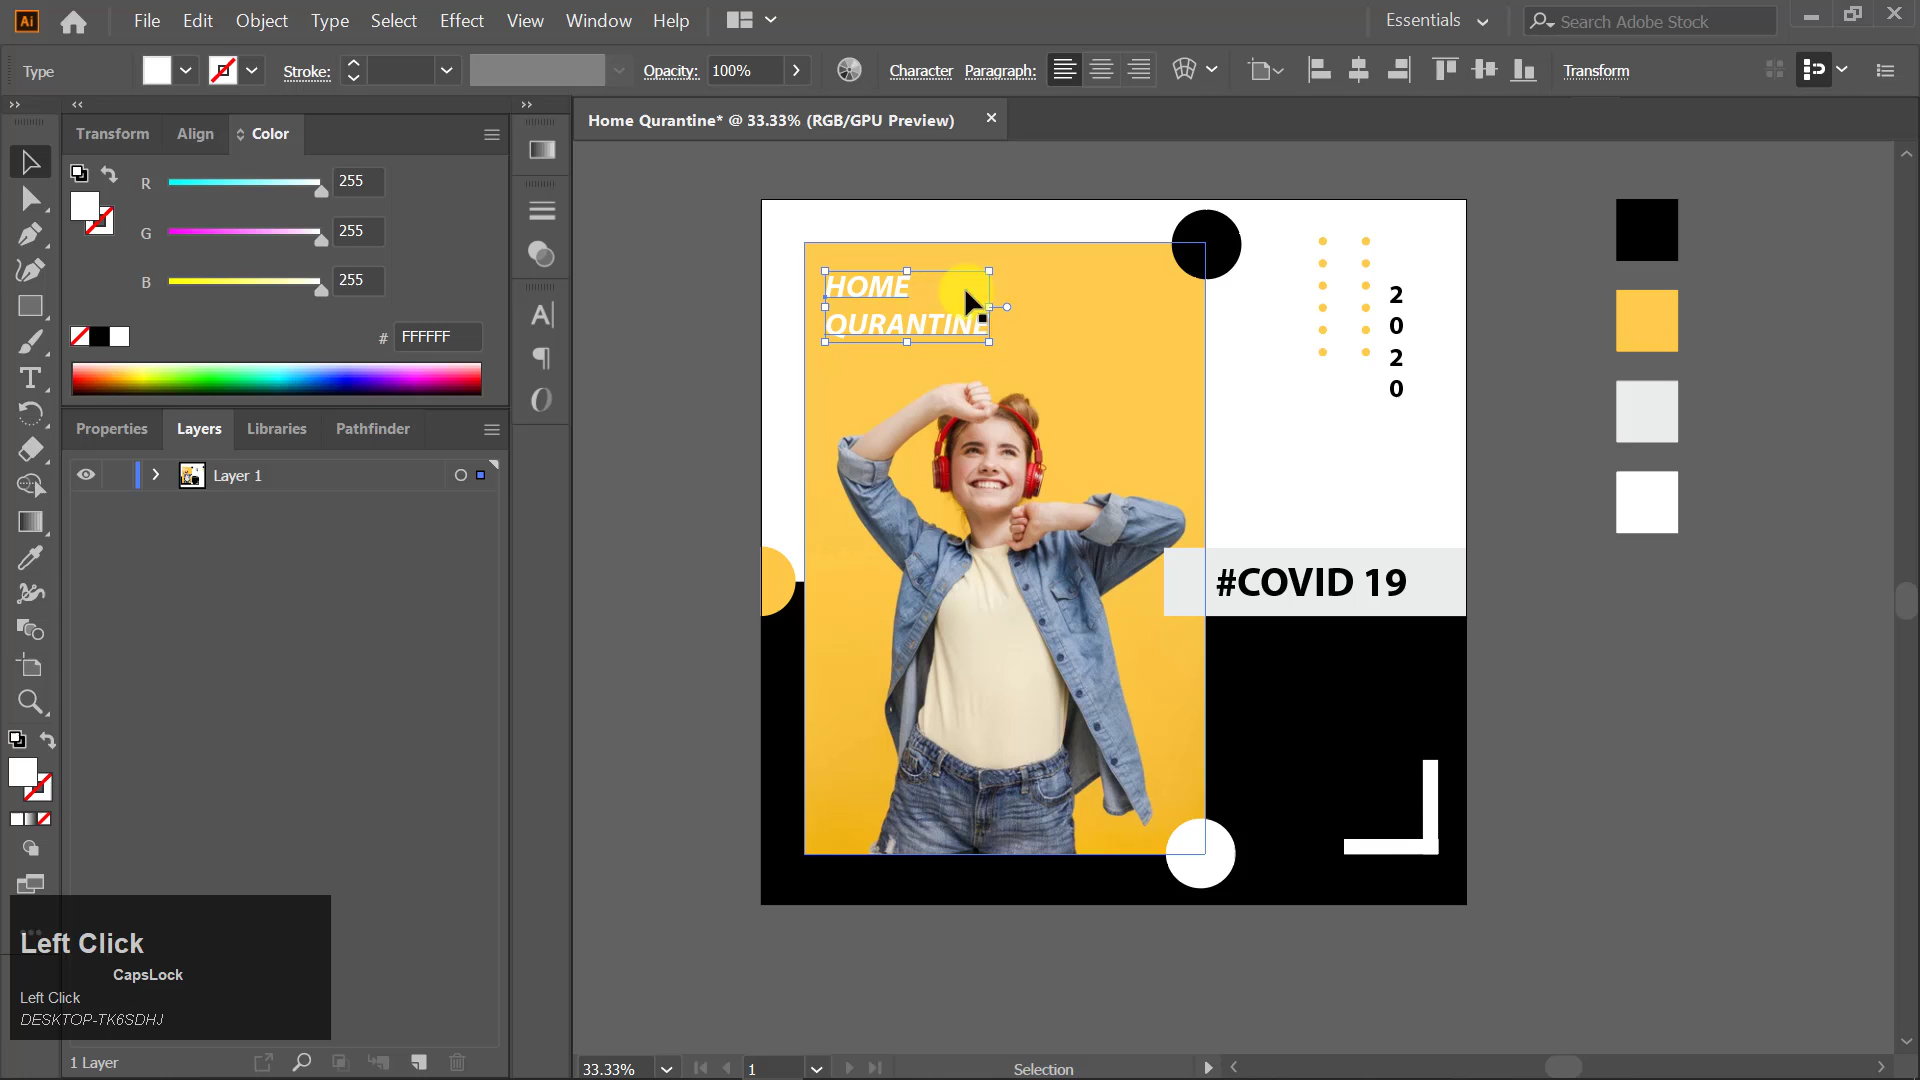 Ai
File Edit Object Type Select Effect View Window Help
Essentials
Search Adobe Stock
Type
Stroke:
Opacity: 100%
Character Paragraph:
Transform
Transform Align Color
Home Qurantine* @ 33.33% (RGB/GPU Preview)
R 255
G 255
B 255
# FFFFFF
Properties Layers Libraries Pathfinder
Layer 1
HOME
QURANTINE
2
0
2
0
#COVID 19
Left Click
CapsLock
Left Click
DESKTOP-TK6SDHJ
1 Layer
33.33%
1
Selection